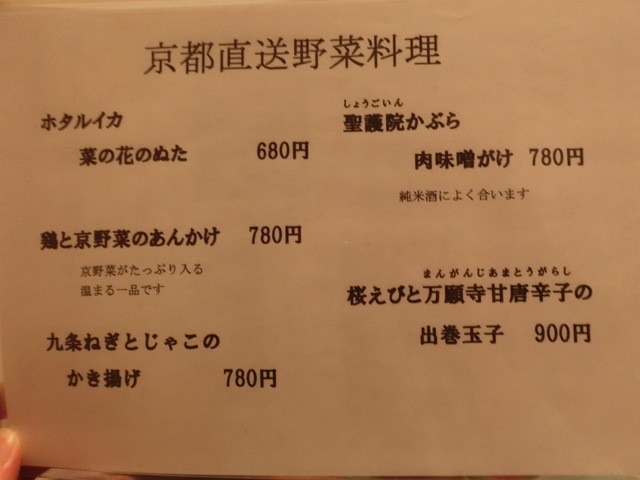 京都直送野菜料理
ホタルイカ
菜の花のぬた 680円
鶏と京野菜のあんかけ 780円
京野菜がたっぷり入る
温まる一品です
九条ねぎとじゃこの
かき揚げ 780円
しょうごいん
聖護院かぶら
肉味噌がけ 780円
純米酒によく合います
まんがんじあまとうがらし
桜えびと万願寺甘唐辛子の
出巻玉子 900円